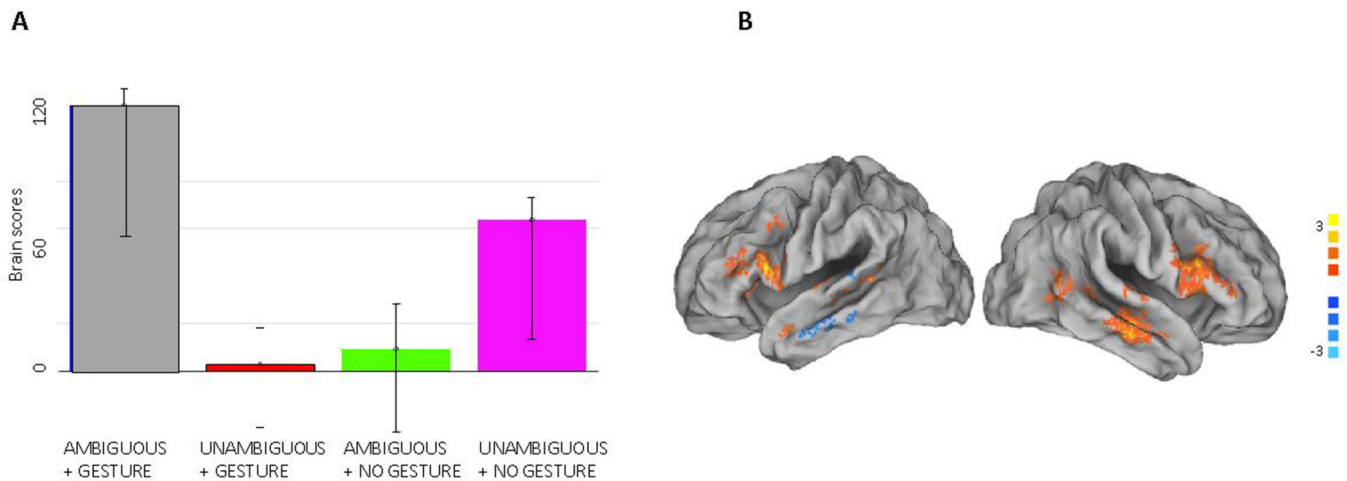 A
B
120
60
0
Brain scores
AMBIGUOUS
+ GESTURE
UNAMBIGUOUS
+ GESTURE
AMBIGUOUS
+ NO GESTURE
UNAMBIGUOUS
+ NO GESTURE
3
-3